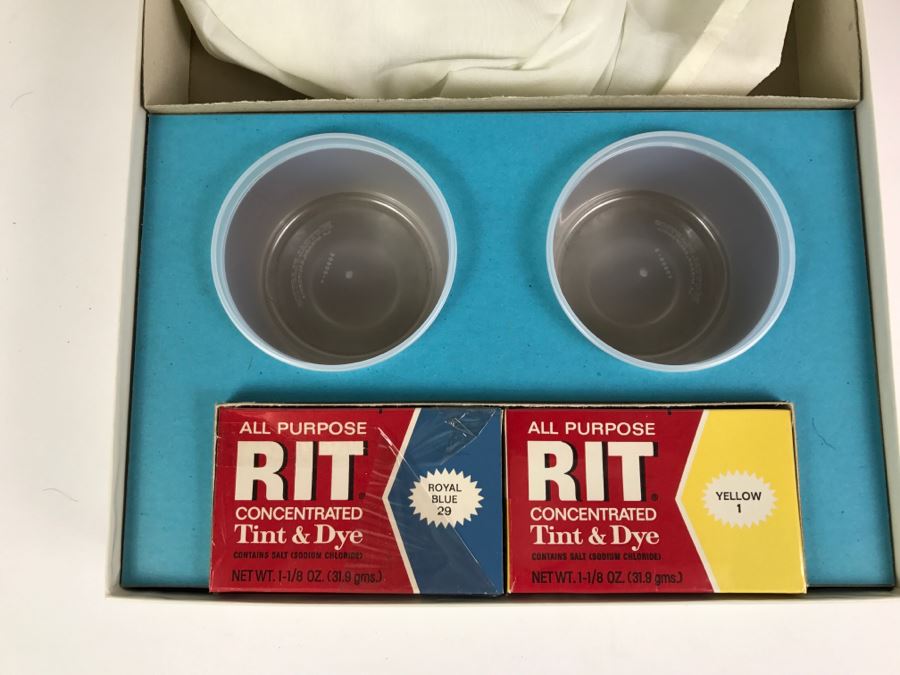 ALL PURPOSE
RIT®
CONCENTRATED
Tint & Dye
CONTAINS SALT (SODIUM CHLORIDE)
NET WT. 1-1/8 OZ. (31.9 gms.)
ROYAL
BLUE
29
ALL PURPOSE
RIT®
CONCENTRATED
Tint & Dye
CONTAINS SALT (SODIUM CHLORIDE)
NET WT. 1-1/8 OZ. (31.9 gms.)
YELLOW
1